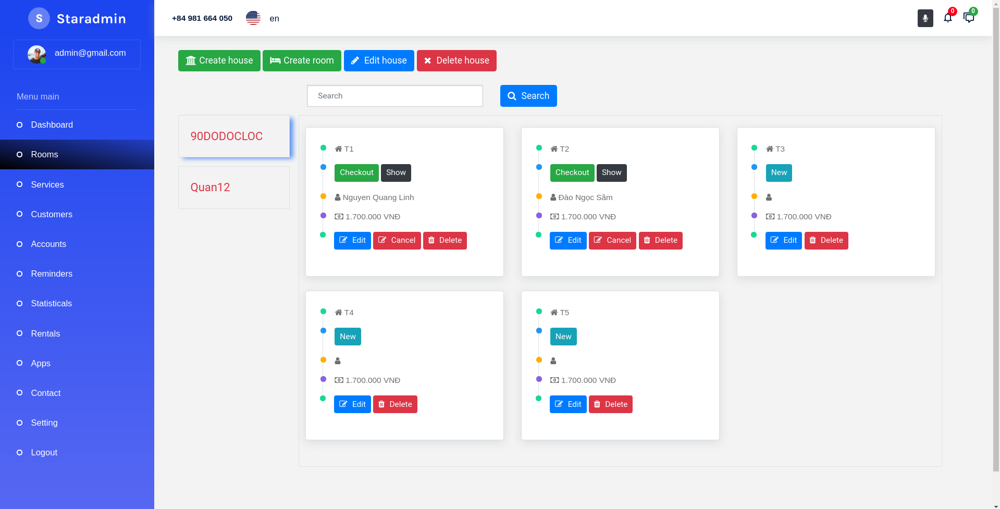 S Staradmin
+84 981 664 050 en 0 0
admin@gmail.com
Create house Create room Edit house Delete house
Menu main
Search Search
Dashboard
Rooms
Services
Customers
Accounts
Reminders
Statisticals
Rentals
Apps
Contact
Setting
Logout
90DODOCLOC
Quan12
T1
Checkout Show
Nguyen Quang Linh
1.700.000 VNĐ
Edit Cancel Delete
T2
Checkout Show
Đào Ngọc Sâm
1.700.000 VNĐ
Edit Cancel Delete
T3
New
1.700.000 VNĐ
Edit Delete
T4
New
1.700.000 VNĐ
Edit Delete
T5
New
1.700.000 VNĐ
Edit Delete